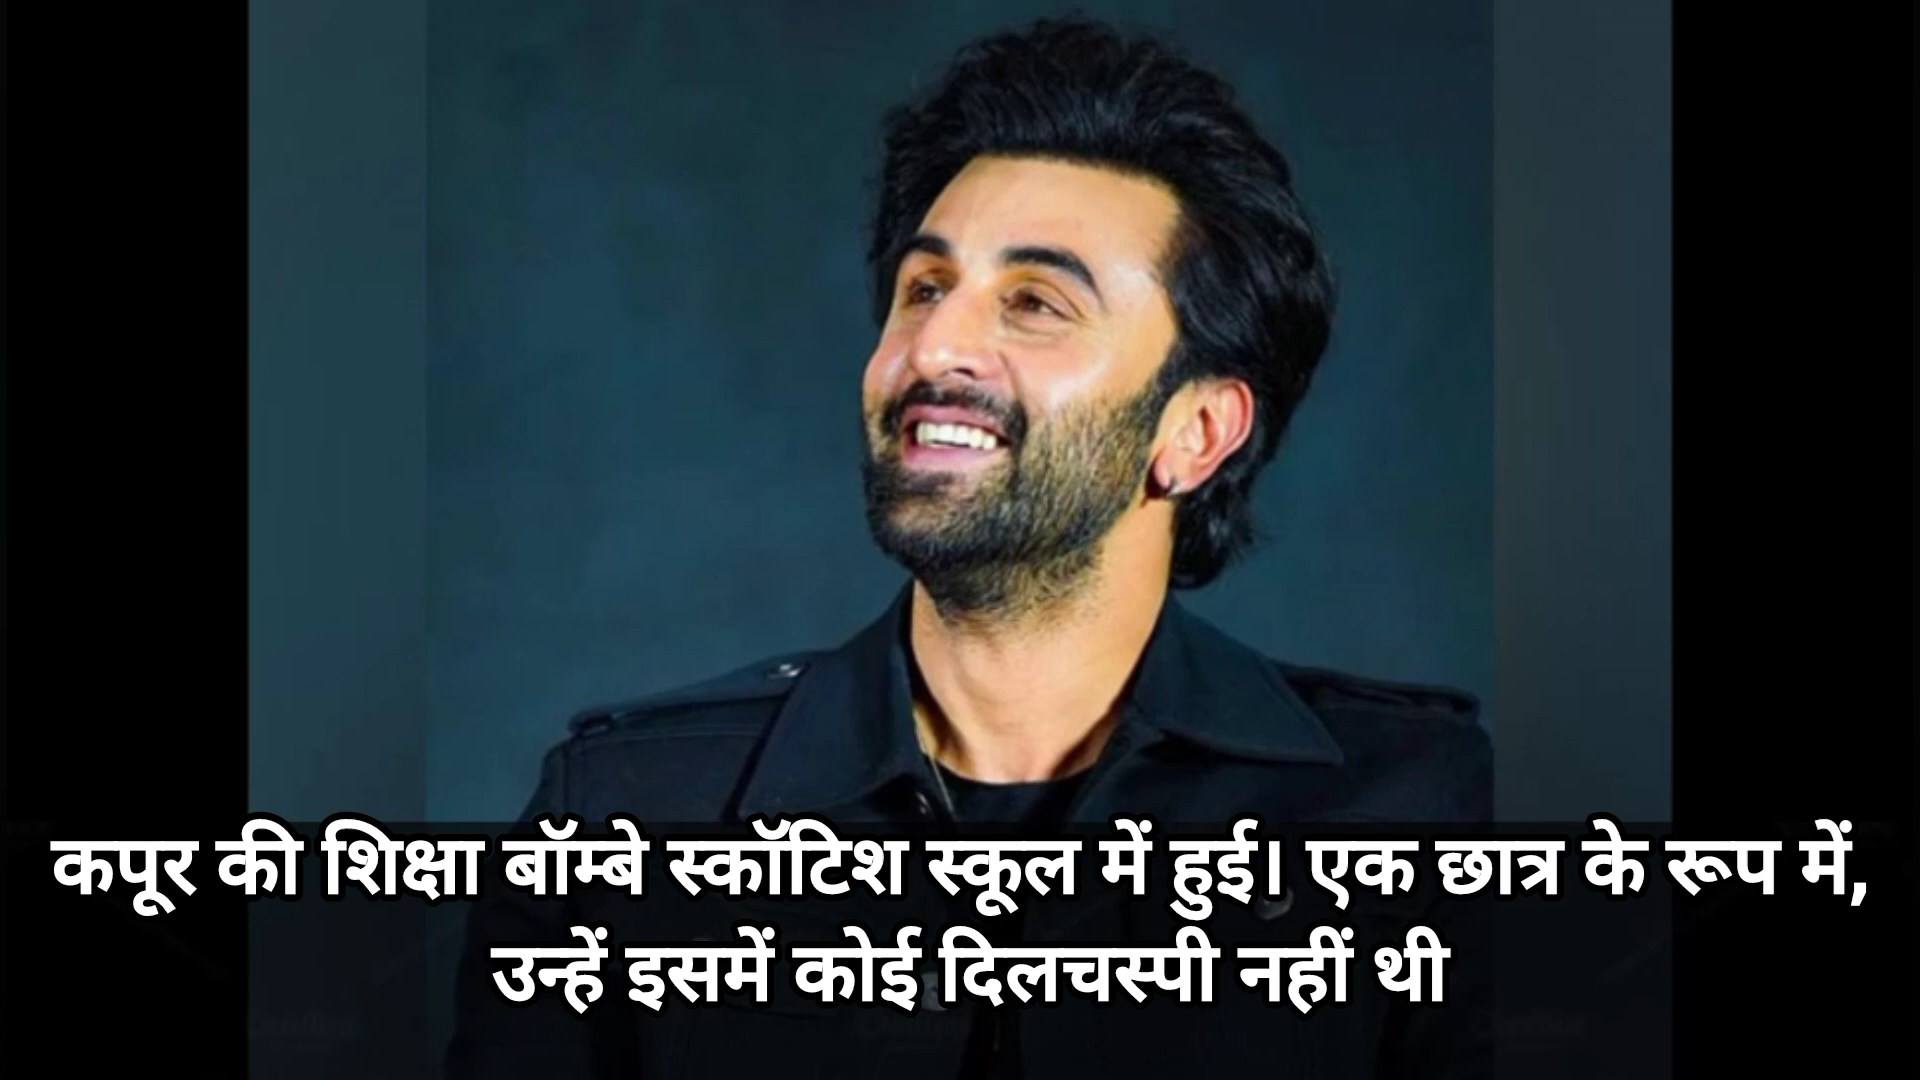 कपूर की शिक्षा बॉम्बे स्कॉटिश स्कूल में हुई। एक छात्र के रूप में,
उन्हें इसमें कोई दिलचस्पी नहीं थी